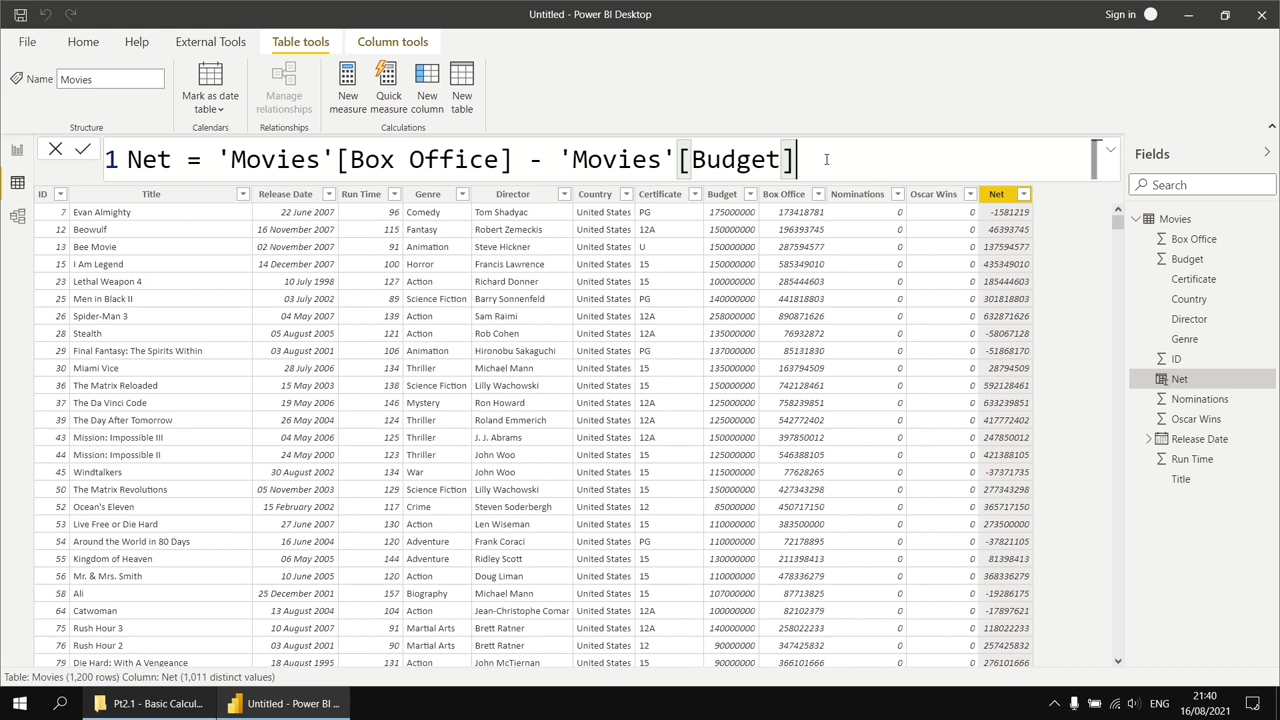 Untitled - Power BI Desktop
Sign in
File Home Help External Tools Table tools Column tools
Name Movies
Mark as date table
Manage relationships
New measure
Quick measure
New column
New table
Structure Calendars Relationships Calculations
1 Net = 'Movies'[Box Office] - 'Movies'[Budget]
ID Title Release Date Run Time Genre Director Country Certificate Budget Box Office Nominations Oscar Wins Net
7 Evan Almighty 22 June 2007 96 Comedy Tom Shadyac United States PG 175000000 173418781 0 0 -1581219
12 Beowulf 16 November 2007 115 Fantasy Robert Zemeckis United States 12A 150000000 196393745 0 0 46393745
13 Bee Movie 02 November 2007 91 Animation Steve Hickner United States U 150000000 287594577 0 0 137594577
15 I Am Legend 14 December 2007 100 Horror Francis Lawrence United States 15 150000000 585349010 0 0 435349010
23 Lethal Weapon 4 10 July 1998 127 Action Richard Donner United States 15 100000000 285444603 0 0 185444603
25 Men in Black II 03 July 2002 89 Science Fiction Barry Sonnenfeld United States PG 140000000 441818803 0 0 301818803
26 Spider-Man 3 04 May 2007 139 Action Sam Raimi United States 12A 258000000 890871626 0 0 632871626
28 Stealth 05 August 2005 121 Action Rob Cohen United States 12A 135000000 76932872 0 0 -58067128
29 Final Fantasy: The Spirits Within 03 August 2001 106 Animation Hironobu Sakaguchi United States PG 137000000 85131830 0 0 -51868170
30 Miami Vice 28 July 2006 134 Thriller Michael Mann United States 15 135000000 163794509 0 0 28794509
36 The Matrix Reloaded 15 May 2003 138 Science Fiction Lilly Wachowski United States 15 150000000 742128461 0 0 592128461
37 The Da Vinci Code 19 May 2006 146 Mystery Ron Howard United States 12A 125000000 758239851 0 0 633239851
39 The Day After Tomorrow 26 May 2004 124 Thriller Roland Emmerich United States 12A 125000000 542772402 0 0 417772402
43 Mission: Impossible III 04 May 2006 125 Thriller J. J. Abrams United States 12A 150000000 397850012 0 0 247850012
44 Mission: Impossible II 24 May 2000 123 Thriller John Woo United States 15 125000000 546388105 0 0 421388105
45 Windtalkers 30 August 2002 134 War John Woo United States 15 115000000 77628265 0 0 -37371735
50 The Matrix Revolutions 05 November 2003 129 Science Fiction Lilly Wachowski United States 15 150000000 427343298 0 0 277343298
52 Ocean's Eleven 15 February 2002 117 Crime Steven Soderbergh United States 12 85000000 450717150 0 0 365717150
53 Live Free or Die Hard 27 June 2007 130 Action Len Wiseman United States 15 110000000 383500000 0 0 273500000
54 Around the World in 80 Days 16 June 2004 120 Adventure Frank Coraci United States PG 110000000 72178895 0 0 -37821105
55 Kingdom of Heaven 06 May 2005 144 Adventure Ridley Scott United States 15 130000000 211398413 0 0 81398413
56 Mr. & Mrs. Smith 10 June 2005 120 Action Doug Liman United States 15 110000000 478336279 0 0 368336279
58 Ali 25 December 2001 157 Biography Michael Mann United States 15 107000000 87713825 0 0 -19286175
64 Catwoman 13 August 2004 104 Action Jean-Christophe Comar United States 12A 100000000 82102379 0 0 -17897621
75 Rush Hour 3 10 August 2007 91 Martial Arts Brett Ratner United States 12A 140000000 258022233 0 0 118022233
76 Rush Hour 2 03 August 2001 90 Martial Arts Brett Ratner United States 12 90000000 347425832 0 0 257425832
79 Die Hard: With A Vengeance 18 August 1995 131 Action John McTiernan United States 15 90000000 366101666 0 0 276101666
Table: Movies (1,200 rows) Column: Net (1,011 distinct values)
Fields
Search
Movies
Box Office
Budget
Certificate
Country
Director
Genre
ID
Net
Nominations
Oscar Wins
Release Date
Run Time
Title
Pt2.1 - Basic Calcul...
Untitled - Power BI ...
ENG
21:40
16/08/2021